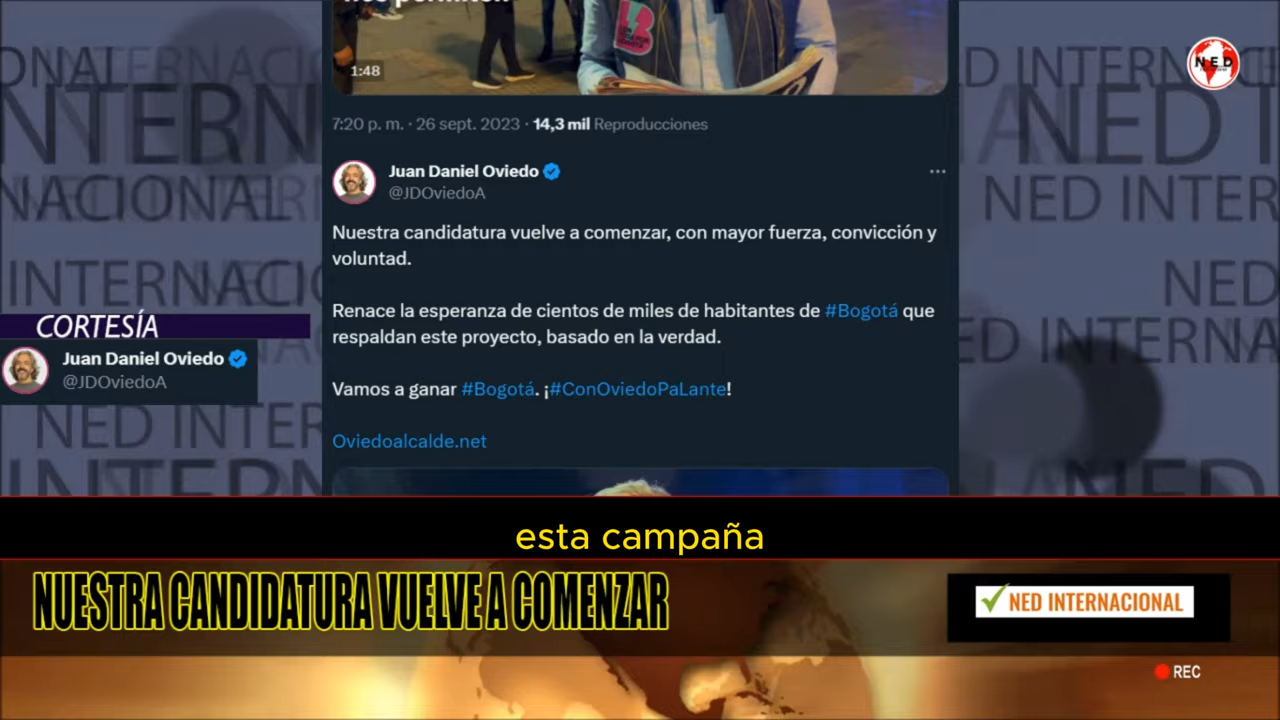 1:48
7:20 p. m. · 26 sept. 2023 · 14,3 mil Reproducciones
Juan Daniel Oviedo
@JDOviedoA
Nuestra candidatura vuelve a comenzar, con mayor fuerza, convicción y
voluntad.
Renace la esperanza de cientos de miles de habitantes de #Bogotá que
respaldan este proyecto, basado en la verdad.
Vamos a ganar #Bogotá. ¡#ConOviedoPaLante!
Oviedoalcalde.net
NED
CORTESÍA
Juan Daniel Oviedo
@JDOviedoA
esta campaña
NUESTRA CANDIDATURA VUELVE A COMENZAR
NED INTERNACIONAL
REC